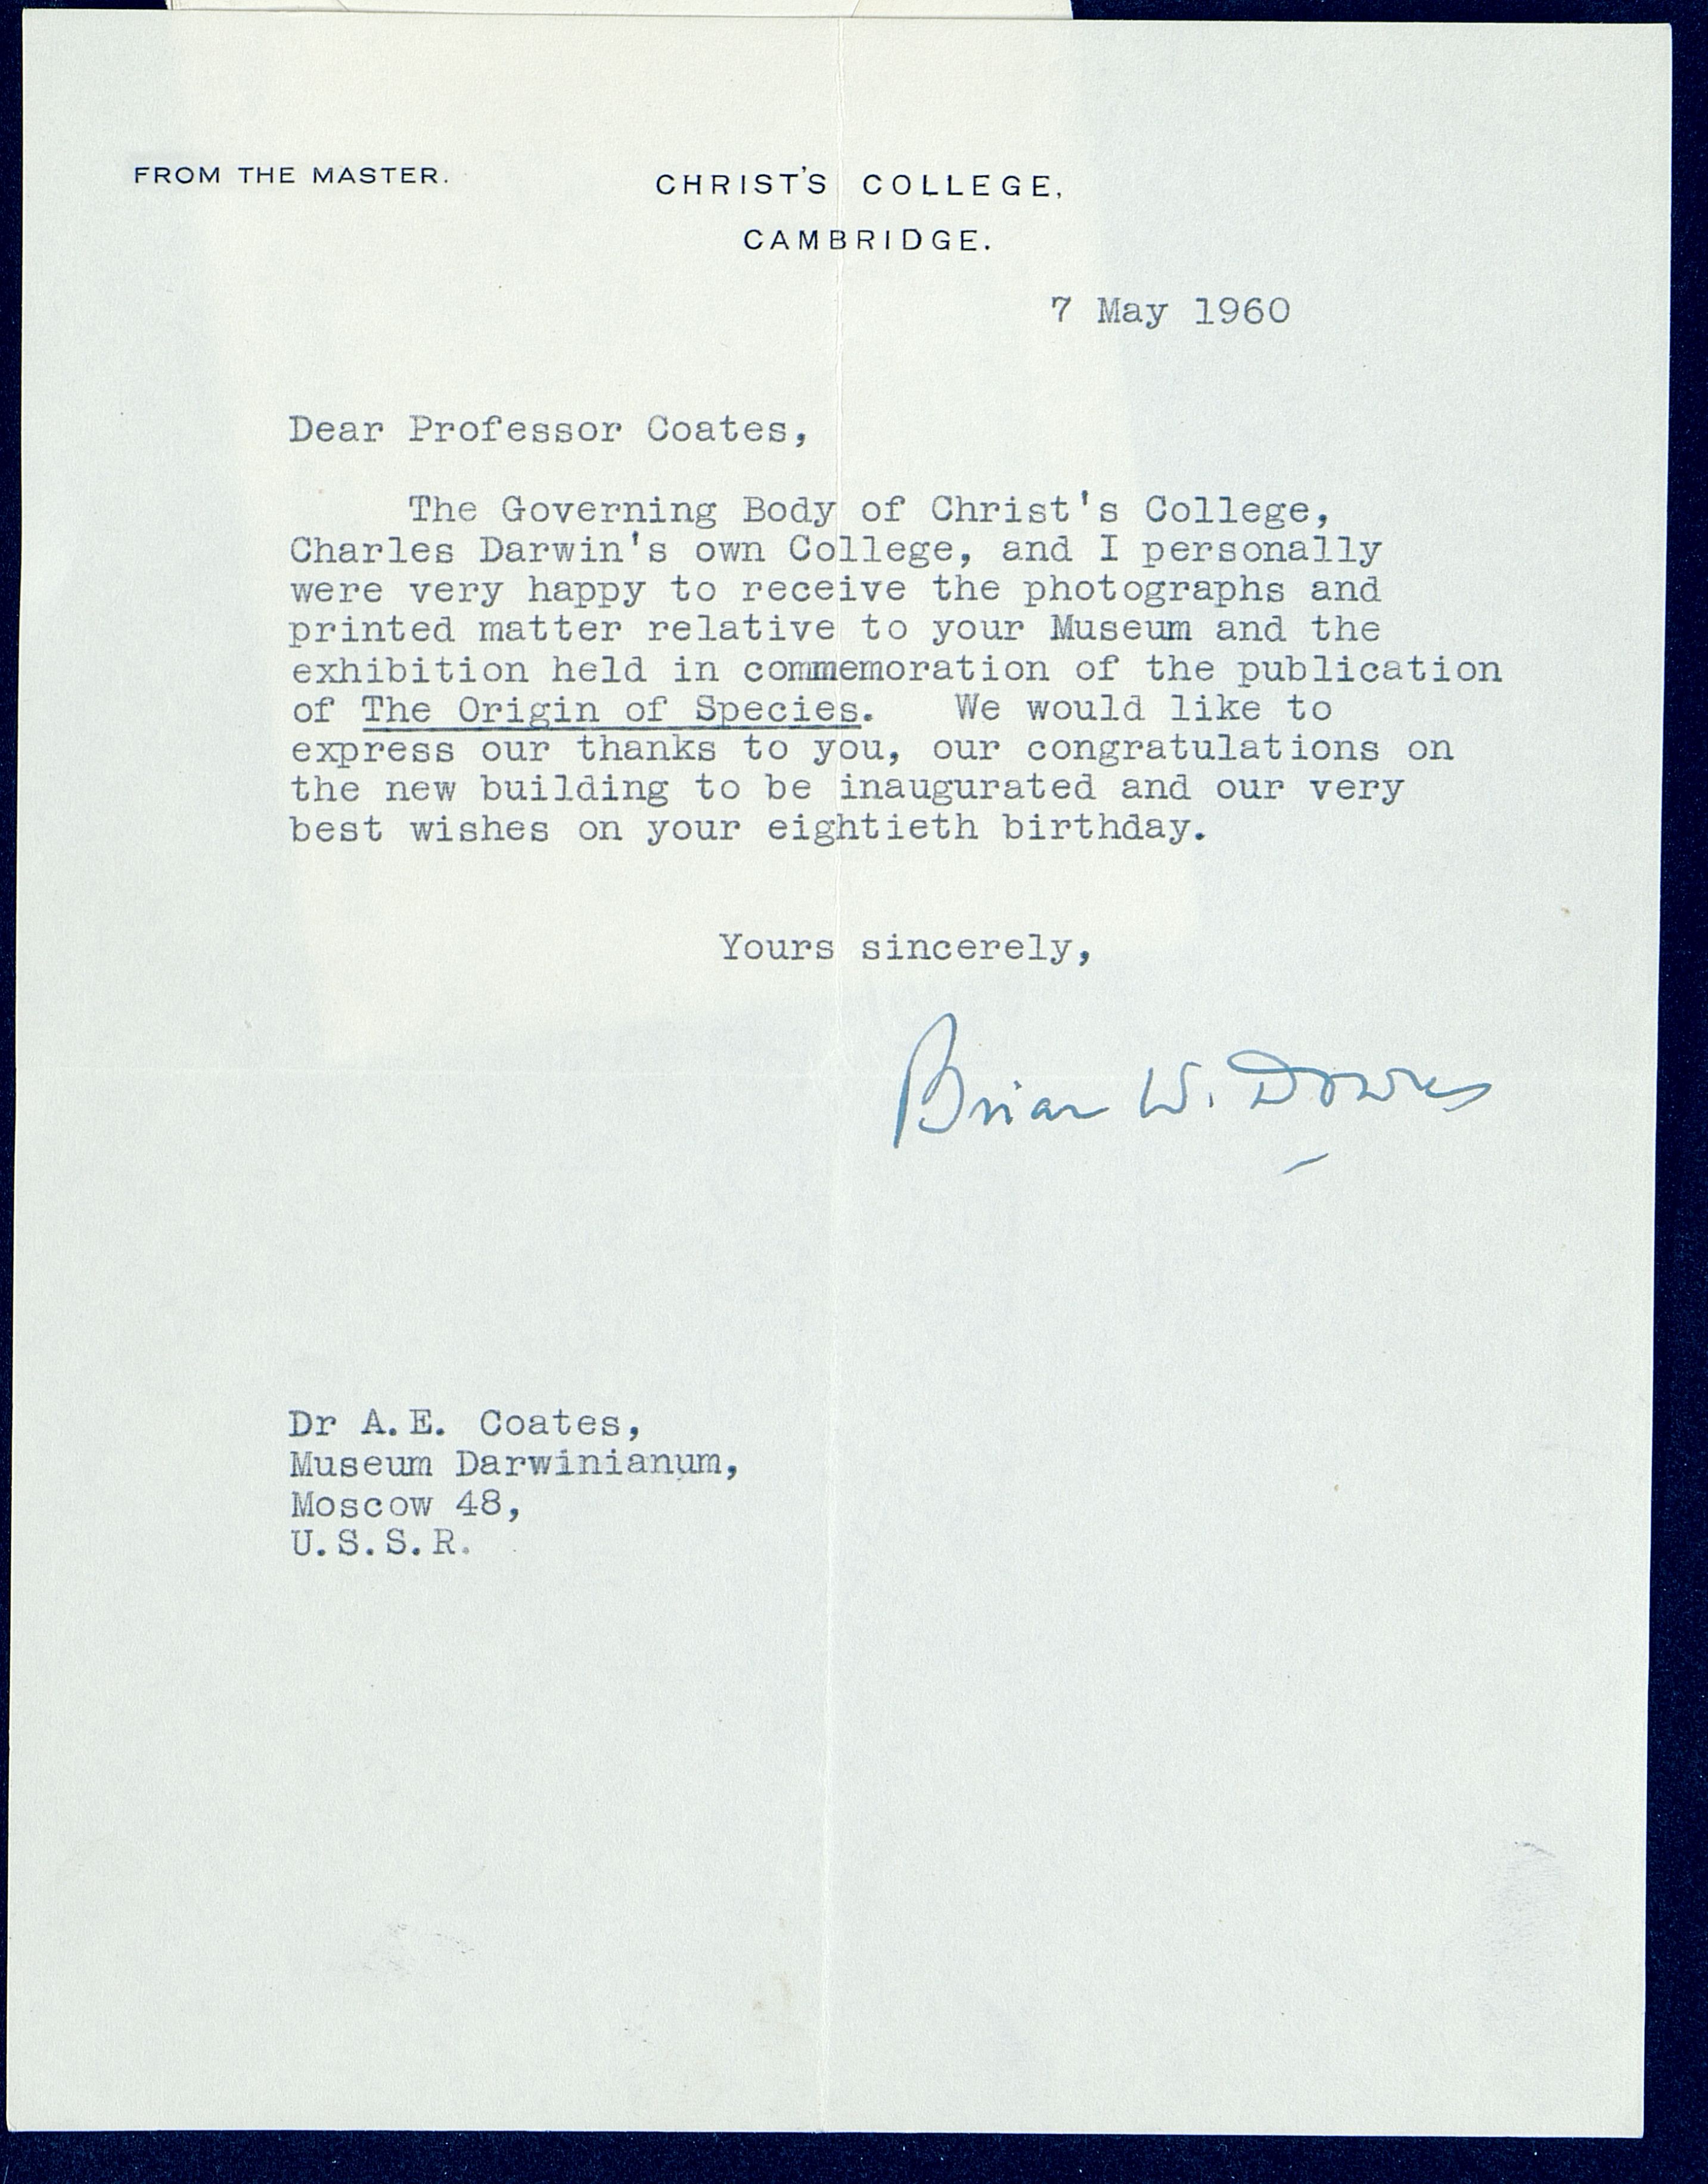 FROM THE MASTER.
CHRIST'S COLLEGE,
CAMBRIDGE.
7 May 1960
Dear Professor Coates,
The Governing Body of Christ's College,
Charles Darwin's own College, and I personally
were very happy to receive the photographs and
printed matter relative to your Museum and the
exhibition held in commemoration of the publication
of The Origin of Species. We would like to
express our thanks to you, our congratulations on
the new building to be inaugurated and our very
best wishes on your eightieth birthday.
Yours sincerely,
Brian W. Downs
Dr A.E. Coates,
Museum Darwinianum,
Moscow 48,
U.S.S.R.